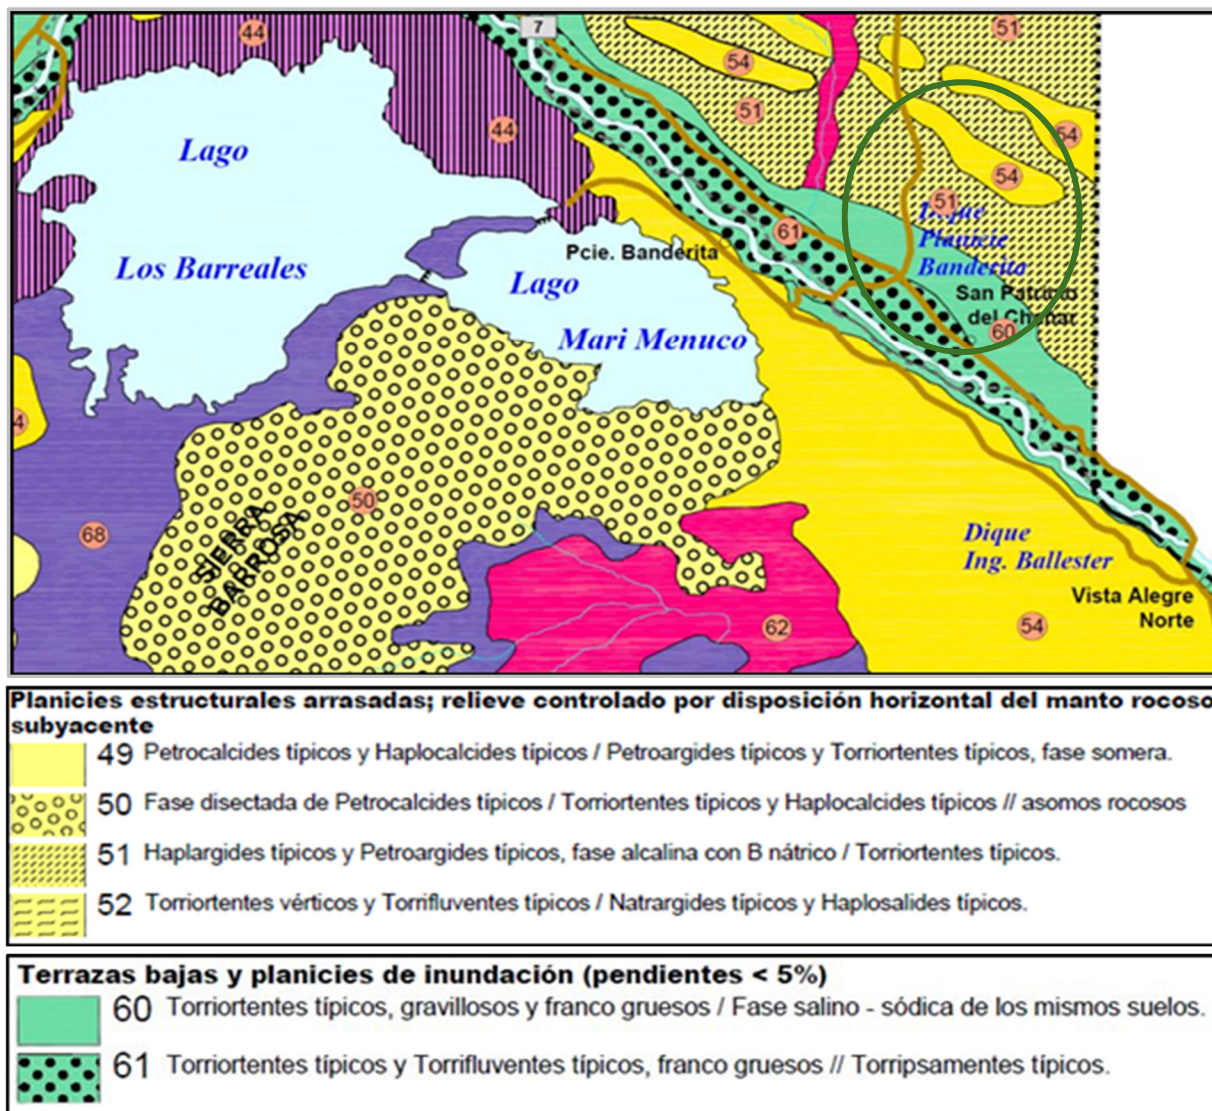 44
7
51
54
Lago
44
51
54
54
51
Dique
Planicie
Banderita
61
Pcie. Banderita
Los Barreales
Lago
San Patricio
del Chañar
60
Mari Menuco
4
50
SIERRA
BARROSA
68
Dique
Ing. Ballester
Vista Alegre
Norte
62
54
Planicies estructurales arrasadas; relieve controlado por disposición horizontal del manto rocoso
subyacente
49 Petrocalcides típicos y Haplocalcides típicos / Petroargides típicos y Torriortentes típicos, fase somera.
50 Fase disectada de Petrocalcides típicos / Torriortentes típicos y Haplocalcides típicos // asomos rocosos
51 Haplargides típicos y Petroargides típicos, fase alcalina con B nátrico / Torriortentes típicos.
52 Torriortentes vérticos y Torrifluventes típicos / Natrargides típicos y Haplosalides típicos.
Terrazas bajas y planicies de inundación (pendientes < 5%)
60 Torriortentes típicos, gravillosos y franco gruesos / Fase salino - sódica de los mismos suelos.
61 Torriortentes típicos y Torrifluventes típicos, franco gruesos // Torripsamentes típicos.